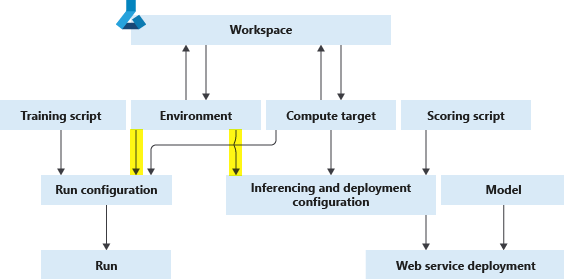 Workspace
Training script
Environment
Compute target
Scoring script
Run configuration
Inferencing and deployment
configuration
Model
Run
Web service deployment